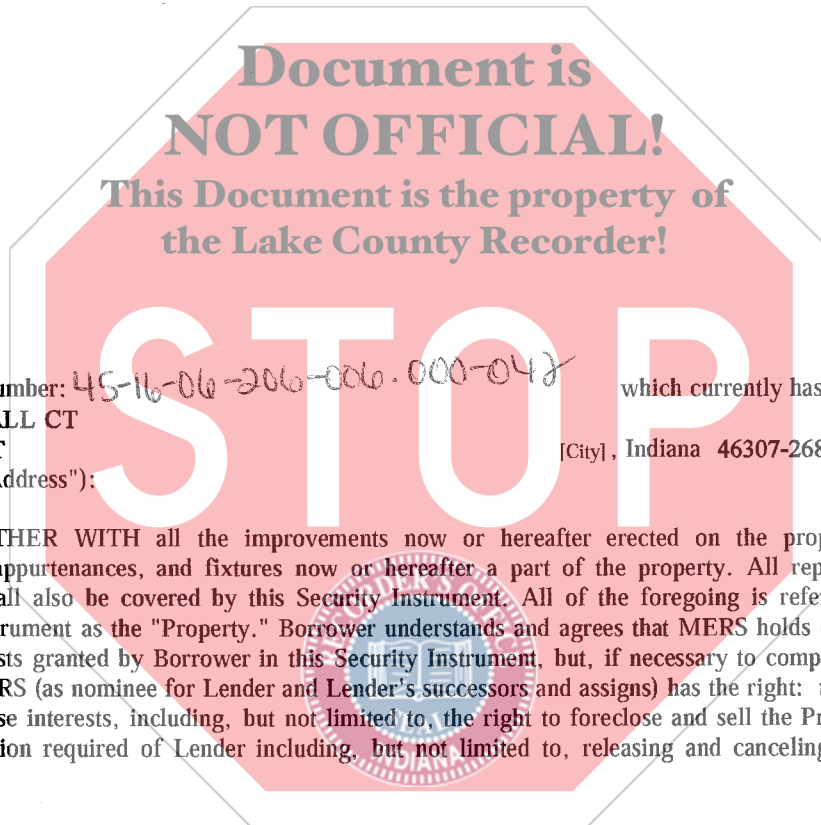 Document is
NOT OFFICIAL!
This Document is the property of
the Lake County Recorder!
STOP
umber: 45-16-06-206-006.000-042 which currently has
ALL CT
T [City], Indiana 46307-268
Address"):
THER WITH all the improvements now or hereafter erected on the prop
appurtenances, and fixtures now or hereafter a part of the property. All rep
all also be covered by this Security Instrument. All of the foregoing is refer
rument as the "Property." Borrower understands and agrees that MERS holds
sts granted by Borrower in this Security Instrument, but, if necessary to comp
RS (as nominee for Lender and Lender's successors and assigns) has the right:
se interests, including, but not limited to, the right to foreclose and sell the Pr
ion required of Lender including, but not limited to, releasing and canceling
INDIANA